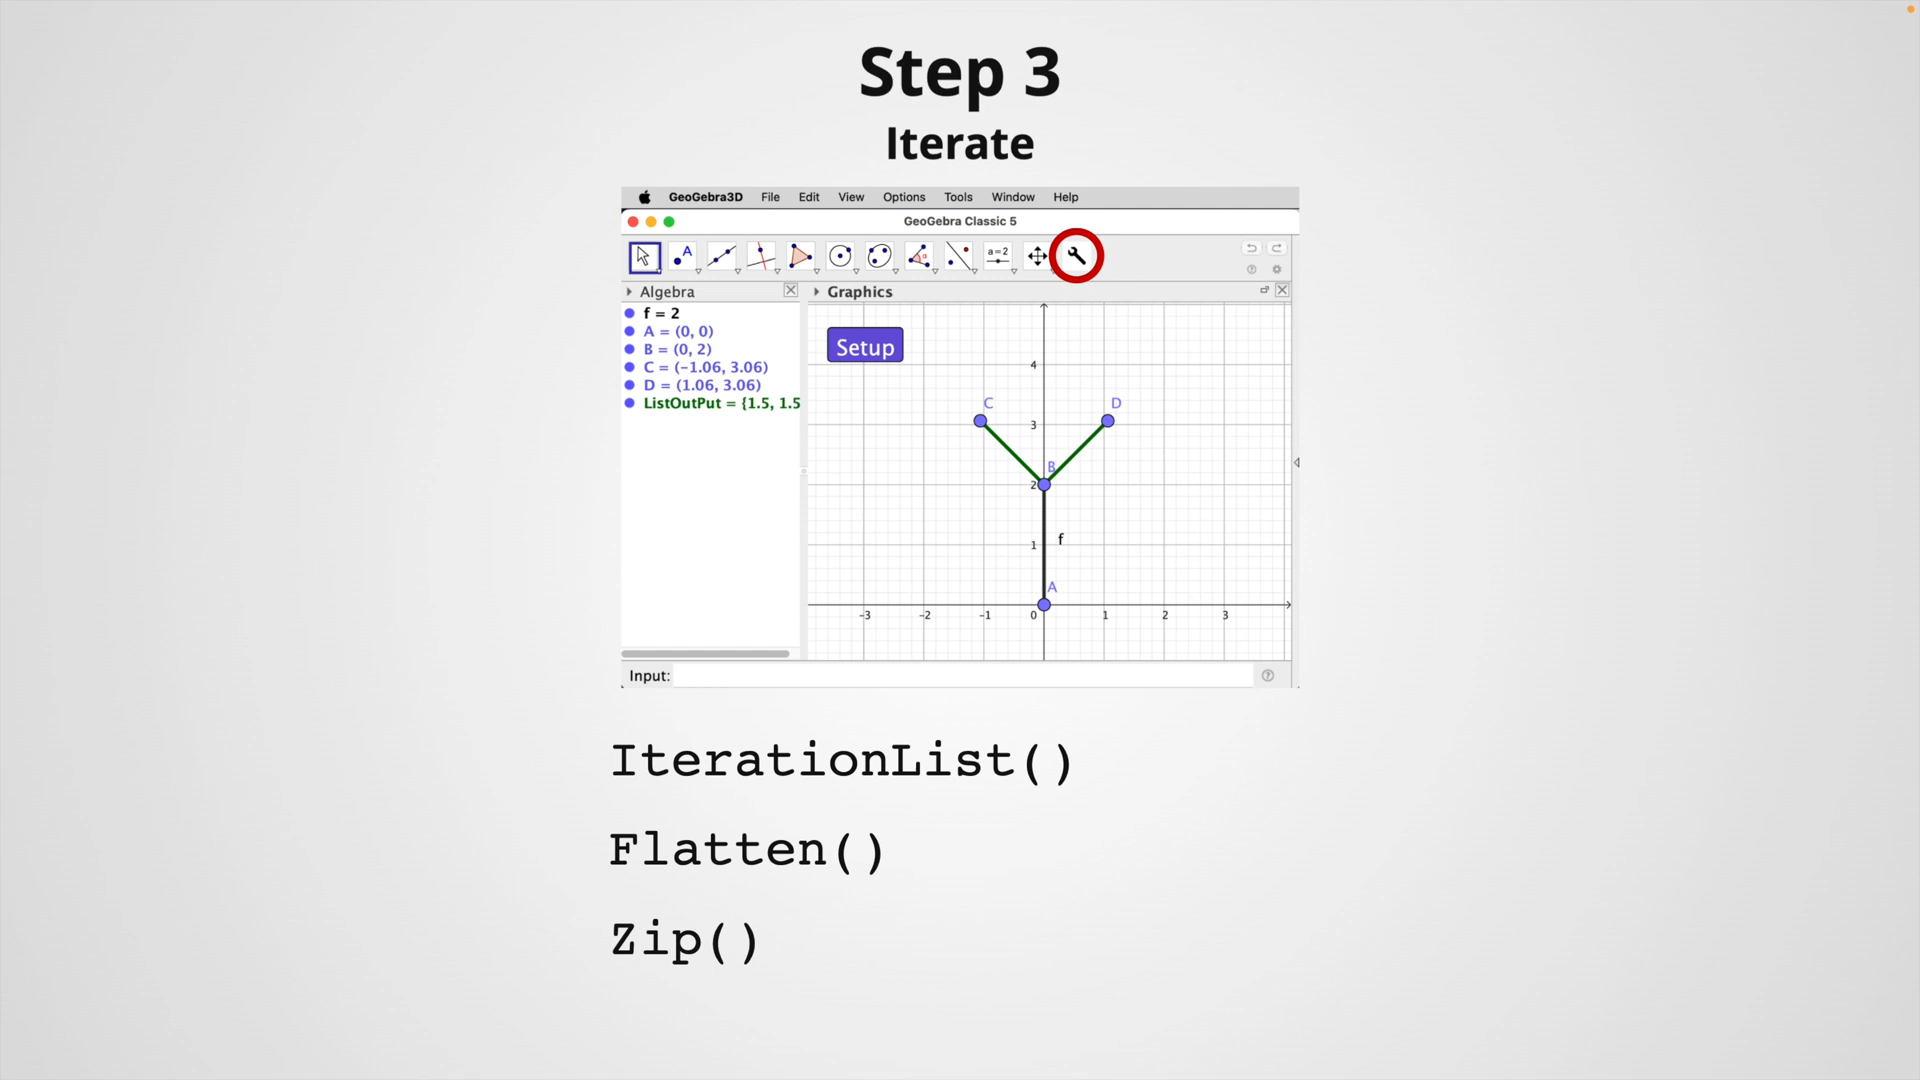 Step 3
Iterate
GeoGebra3D File Edit View Options Tools Window Help
GeoGebra Classic 5
A
a=2
Algebra
Graphics
f = 2
A = (0, 0)
B = (0, 2)
C = (-1.06, 3.06)
D = (1.06, 3.06)
ListOutPut = {1.5, 1.5
Setup
4
C
D
3
B
2
f
1
A
-3 -2 -1 0 1 2 3
Input:
IterationList()
Flatten()
Zip()